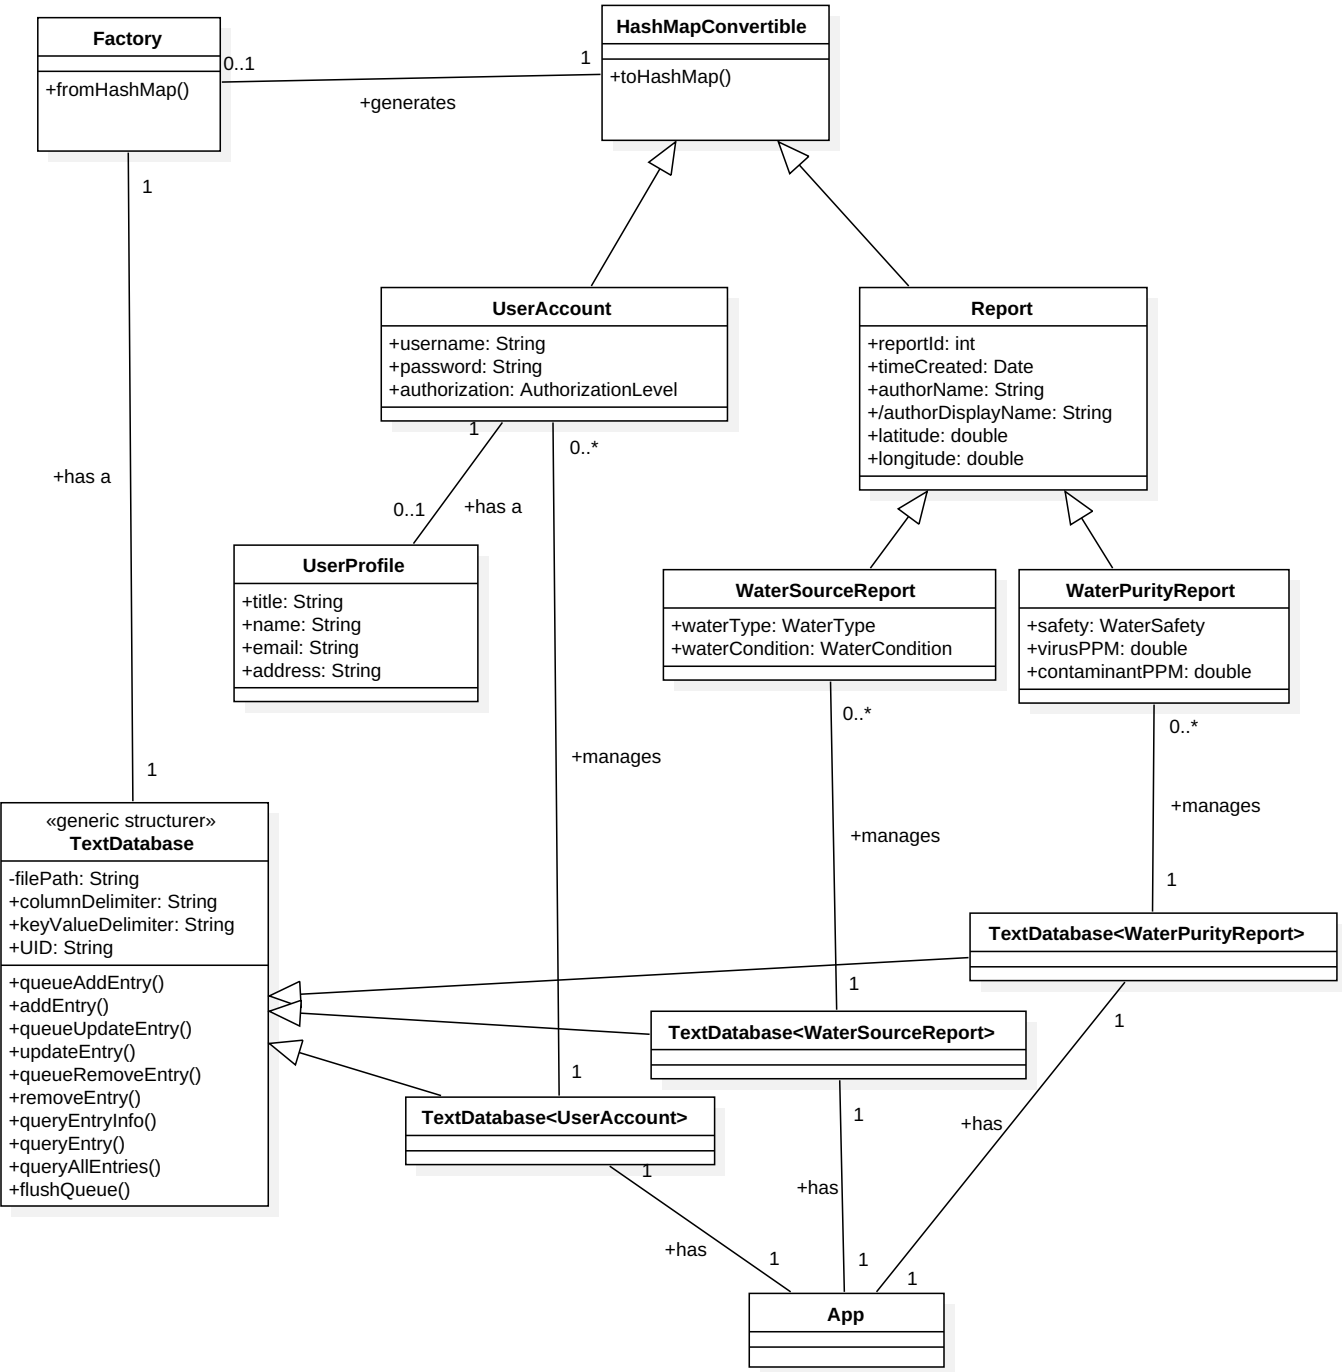 Factory
+fromHashMap()
0..1
1
+generates
HashMapConvertible
+toHashMap()
1
+has a
1
UserAccount
+username: String
+password: String
+authorization: AuthorizationLevel
Report
+reportId: int
+timeCreated: Date
+authorName: String
+/authorDisplayName: String
+latitude: double
+longitude: double
1
0..*
0..1
+has a
UserProfile
+title: String
+name: String
+email: String
+address: String
WaterSourceReport
+waterType: WaterType
+waterCondition: WaterCondition
WaterPurityReport
+safety: WaterSafety
+virusPPM: double
+contaminantPPM: double
0..*
0..*
+manages
+manages
+manages
1
1
1
«generic structurer»
TextDatabase
-filePath: String
+columnDelimiter: String
+keyValueDelimiter: String
+UID: String
+queueAddEntry()
+addEntry()
+queueUpdateEntry()
+updateEntry()
+queueRemoveEntry()
+removeEntry()
+queryEntryInfo()
+queryEntry()
+queryAllEntries()
+flushQueue()
TextDatabase<WaterPurityReport>
TextDatabase<WaterSourceReport>
TextDatabase<UserAccount>
1
1
1
+has
+has
+has
1
1
1
App